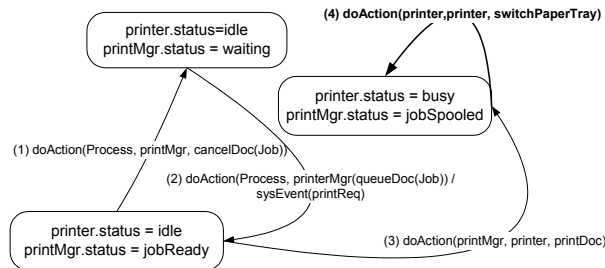 (4) doAction(printer,printer, switchPaperTray)
printer.status=idle
printMgr.status = waiting
printer.status = busy
printMgr.status = jobSpooled
(1) doAction(Process, printMgr, cancelDoc(Job))
(2) doAction(Process, printerMgr(queueDoc(Job)) /
sysEvent(printReq)
printer.status = idle
printMgr.status = jobReady
(3) doAction(printMgr, printer, printDoc)